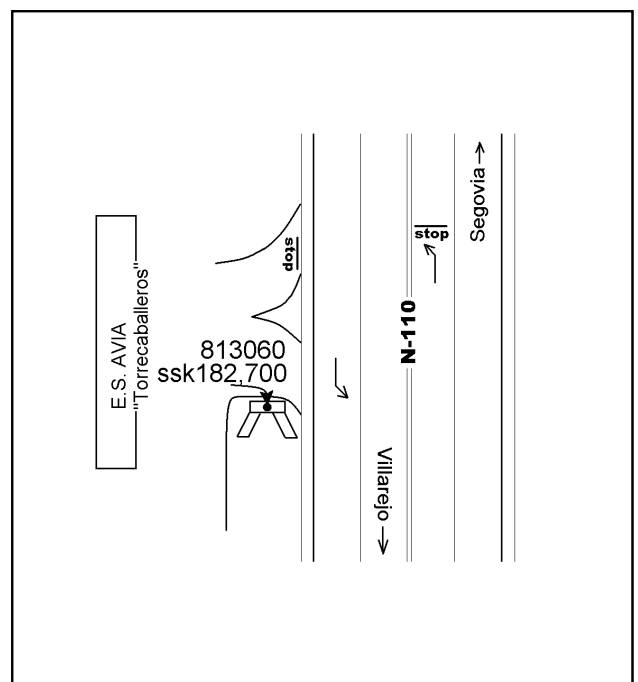 E.S. AVIA
"Torrecaballeros"
813060
ssk182,700
stop
stop
N-110
Segovia
Villarejo